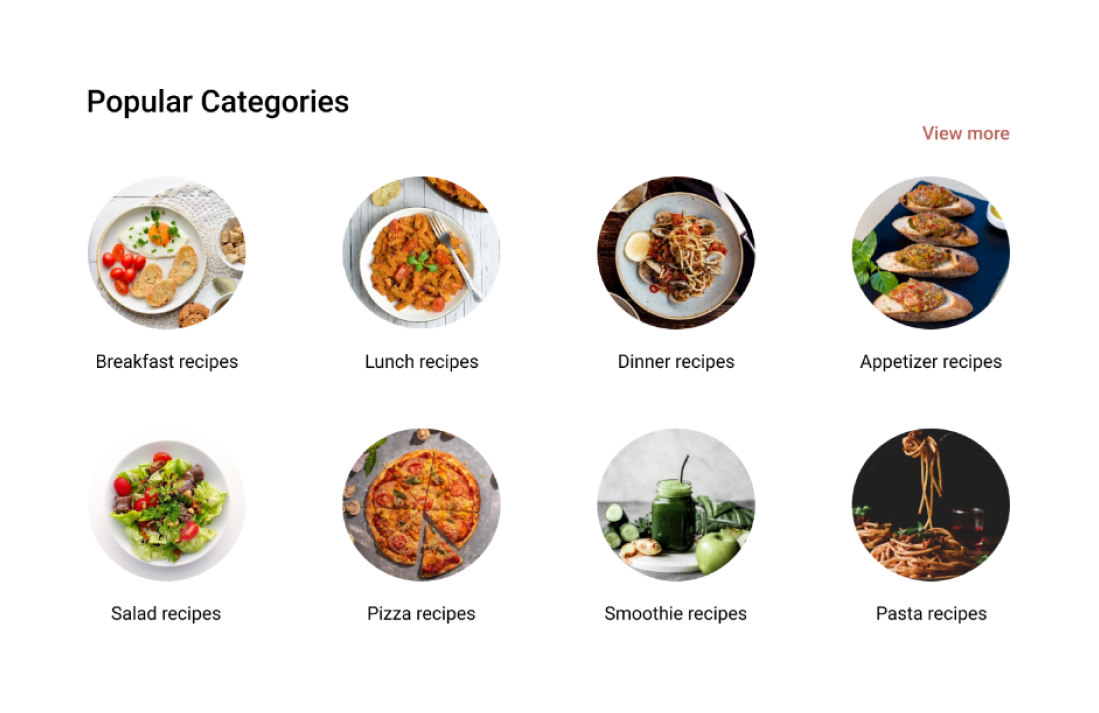 Popular Categories
View more
Breakfast recipes
Lunch recipes
Dinner recipes
Appetizer recipes
Salad recipes
Pizza recipes
Smoothie recipes
Pasta recipes